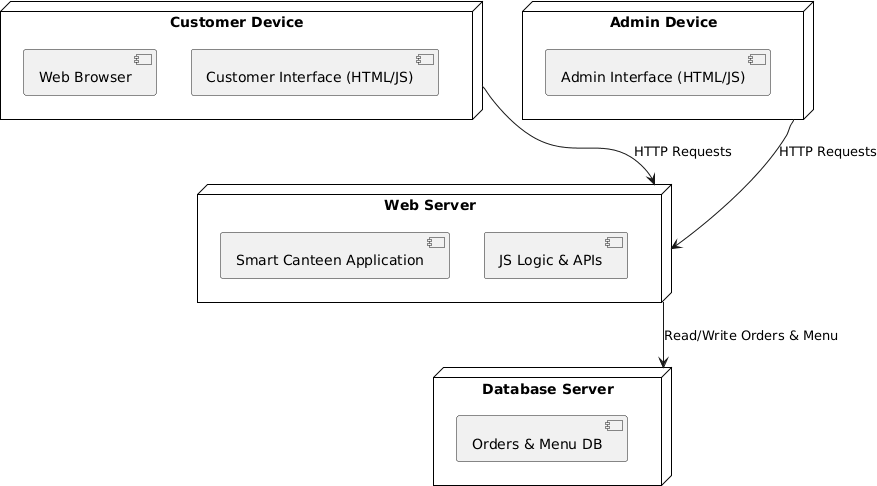 Customer Device
Web Browser
Customer Interface (HTML/JS)
Admin Device
Admin Interface (HTML/JS)
HTTP Requests
HTTP Requests
Web Server
Smart Canteen Application
JS Logic & APIs
Read/Write Orders & Menu
Database Server
Orders & Menu DB